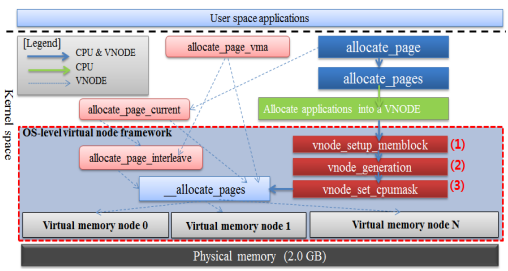 User space applications
[Legend]
CPU & VNODE
CPU
VNODE
allocate_page_vma
allocate_page
allocate_pages
Kernel space
allocate_page_current
Allocate applications into a VNODE
OS-level virtual node framework
vnode_setup_memblock
(1)
allocate_page_interleave
vnode_generation
(2)
__allocate_pages
vnode_set_cpumask
(3)
Virtual memory node 0
Virtual memory node 1
Virtual memory node N
Physical memory (2.0 GB)